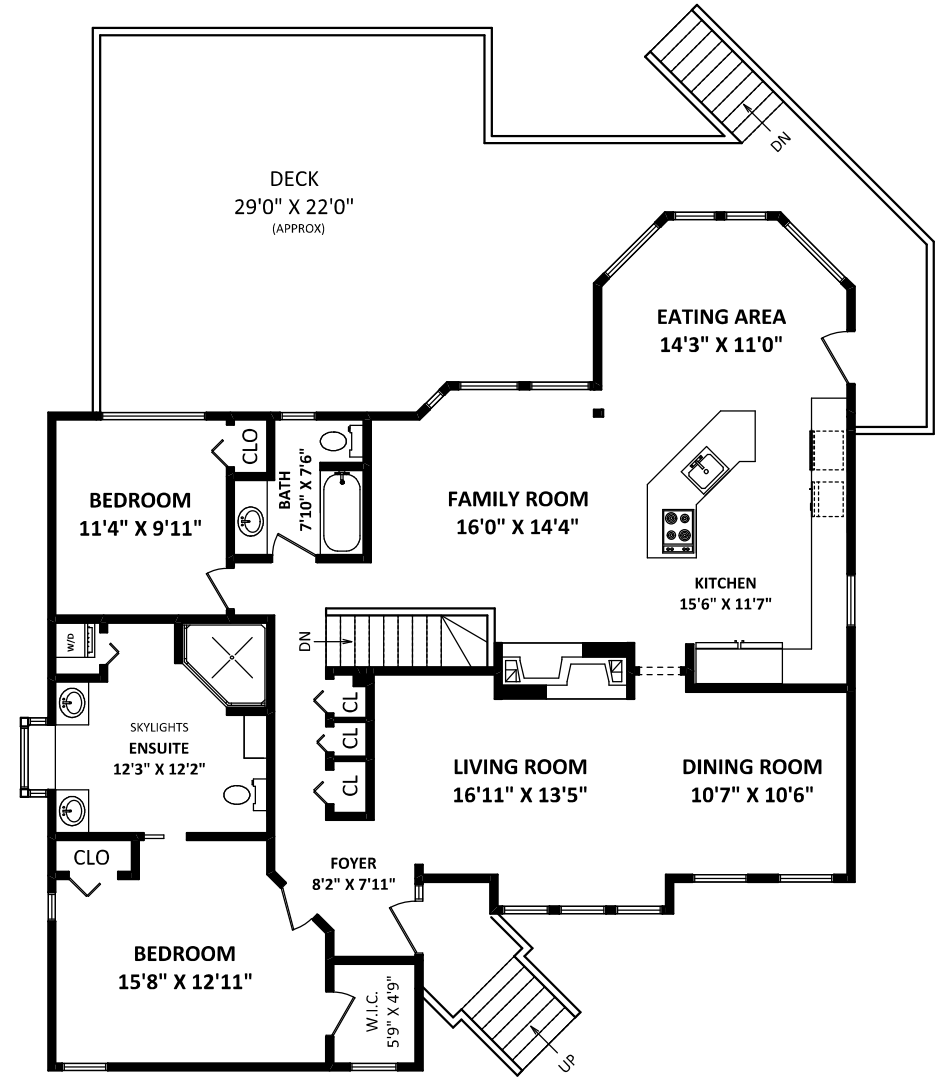 DN
DECK
29'0" X 22'0"
(APPROX)
EATING AREA
14'3" X 11'0"
CLO
BATH
7'10" X 7'6"
BEDROOM
11'4" X 9'11"
FAMILY ROOM
16'0" X 14'4"
KITCHEN
15'6" X 11'7"
W/D
DN
CL
CL
CL
SKYLIGHTS
ENSUITE
12'3" X 12'2"
LIVING ROOM
16'11" X 13'5"
DINING ROOM
10'7" X 10'6"
CLO
FOYER
8'2" X 7'11"
BEDROOM
15'8" X 12'11"
W.I.C.
5'9" X 4'9"
UP